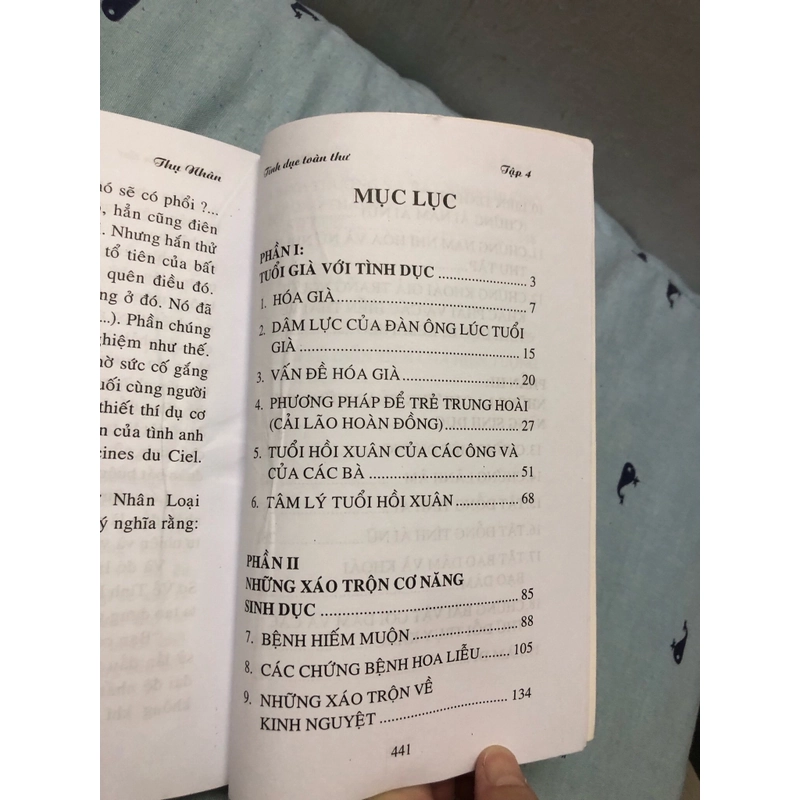 Thụ Nhân
ó sẽ có phổi ?...
, hẳn cũng điên
. Nhưng hắn thử
tổ tiên của bất
quên điều đó.
ng ở đó. Nó đã
...). Phần chúng
ghiệm như thế.
nờ sức cố gắng
uối cùng người
thiết thí dụ cơ
n của tình anh
cines du Ciel.
Nhân Loại
ý nghĩa rằng:
Tình dục toàn thư
Tập 4
MỤC LỤC
PHẦN I:
TUỔI GIÀ VỚI TÌNH DỤC ............ 3
1. HÓA GIÀ............ 7
2. DÂM LỰC CỦA ĐÀN ÔNG LÚC TUỔI
GIÀ ............ 15
3. VẤN ĐỀ HÓA GIÀ ............ 20
4. PHƯƠNG PHÁP ĐỂ TRẺ TRUNG HOÀI
(CẢI LÃO HOÀN ĐỒNG) ............ 27
5. TUỔI HỒI XUÂN CỦA CÁC ÔNG VÀ
CỦA CÁC BÀ ............ 51
6. TÂM LÝ TUỔI HỒI XUÂN ............ 68
PHẦN II
NHỮNG XÁO TRỘN CƠ NĂNG
SINH DỤC ............ 85
7. BỆNH HIẾM MUỘN ............ 88
8. CÁC CHỨNG BỆNH HOA LIỄU........ 105
9. NHỮNG XÁO TRỘN VỀ
KINH NGUYỆT ............ 134
441